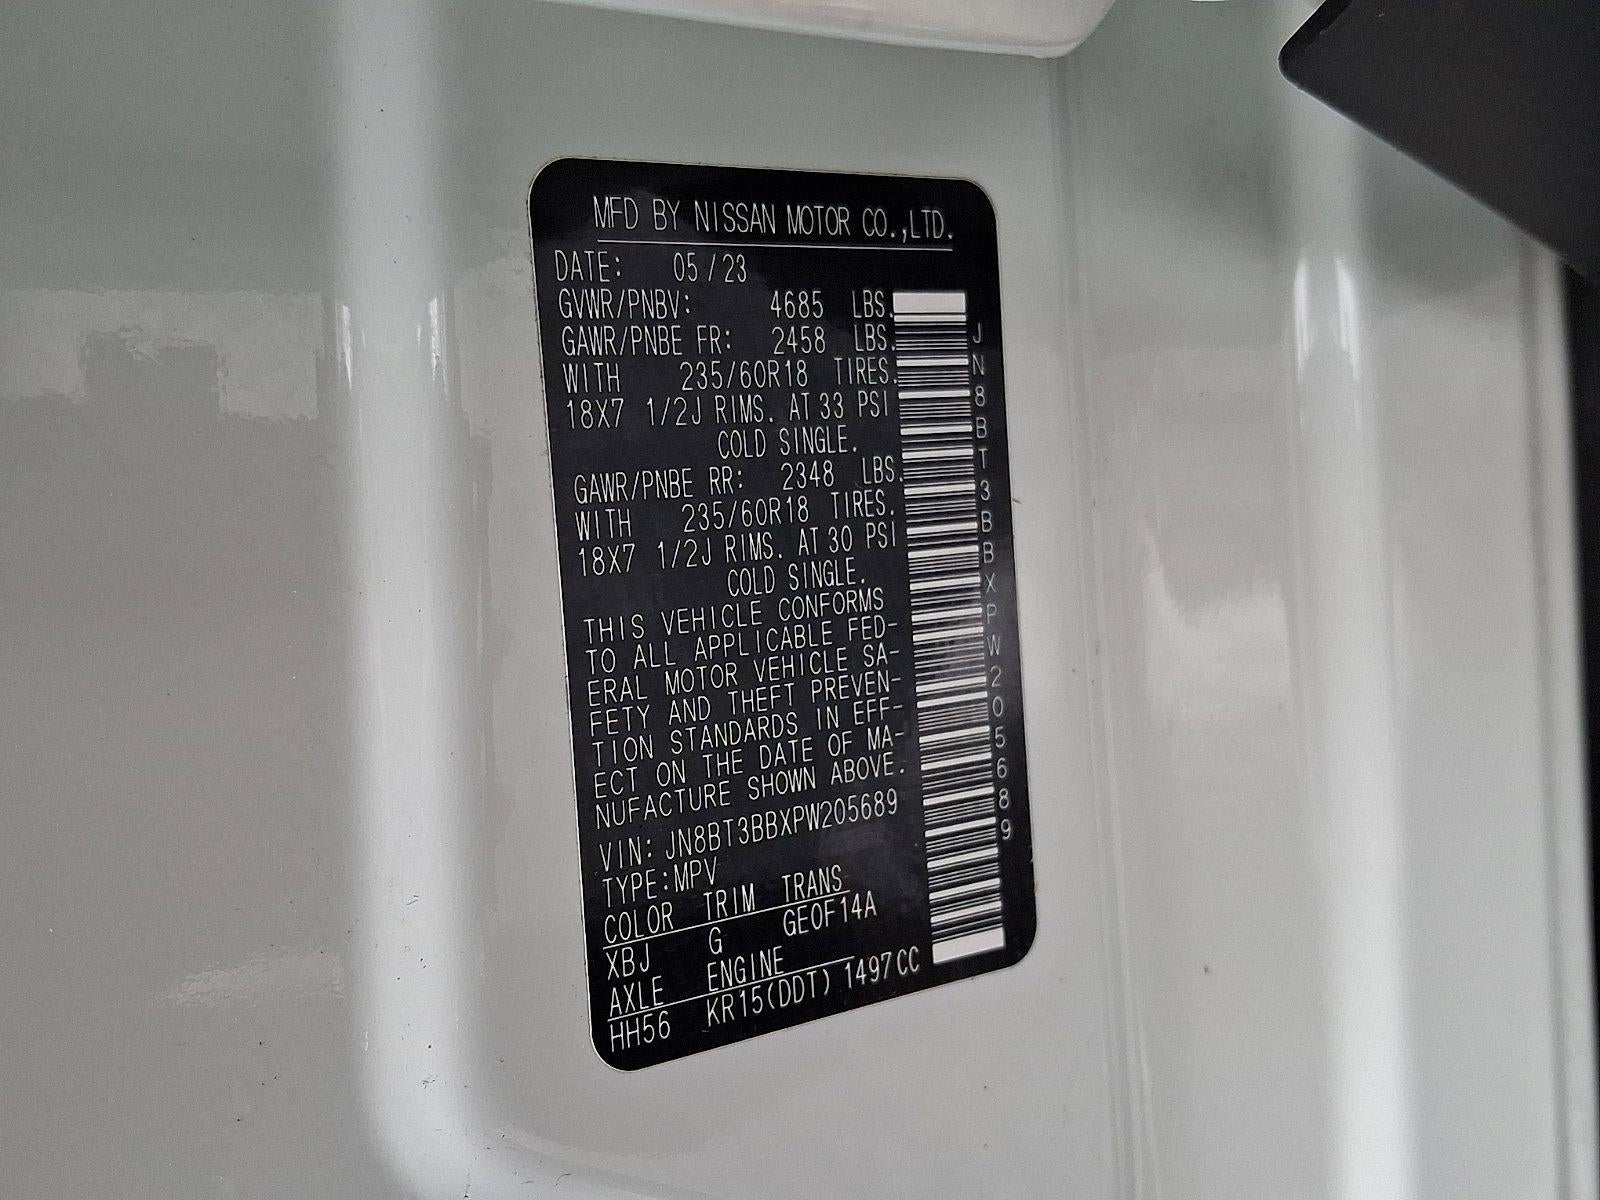 MFD BY NISSAN MOTOR CO.,LTD.
DATE: 05/23
GVWR/PNBV: 4685 LBS.
GAWR/PNBE FR: 2458 LBS.
WITH 235/60R18 TIRES.
18X7 1/2J RIMS. AT 33 PSI
COLD SINGLE.
GAWR/PNBE RR: 2348 LBS.
WITH 235/60R18 TIRES.
18X7 1/2J RIMS. AT 30 PSI
COLD SINGLE.
THIS VEHICLE CONFORMS
TO ALL APPLICABLE FED-
ERAL MOTOR VEHICLE SA-
FETY AND THEFT PREVEN-
TION STANDARDS IN EFF-
ECT ON THE DATE OF MA-
NUFACTURE SHOWN ABOVE.
VIN: JN8BT3BBXPW205689
TYPE:MPV
COLOR TRIM TRANS
XBJ G GE0F14A
AXLE ENGINE
HH56 KR15(DDT) 1497CC
JN8BT3BBXPW205689